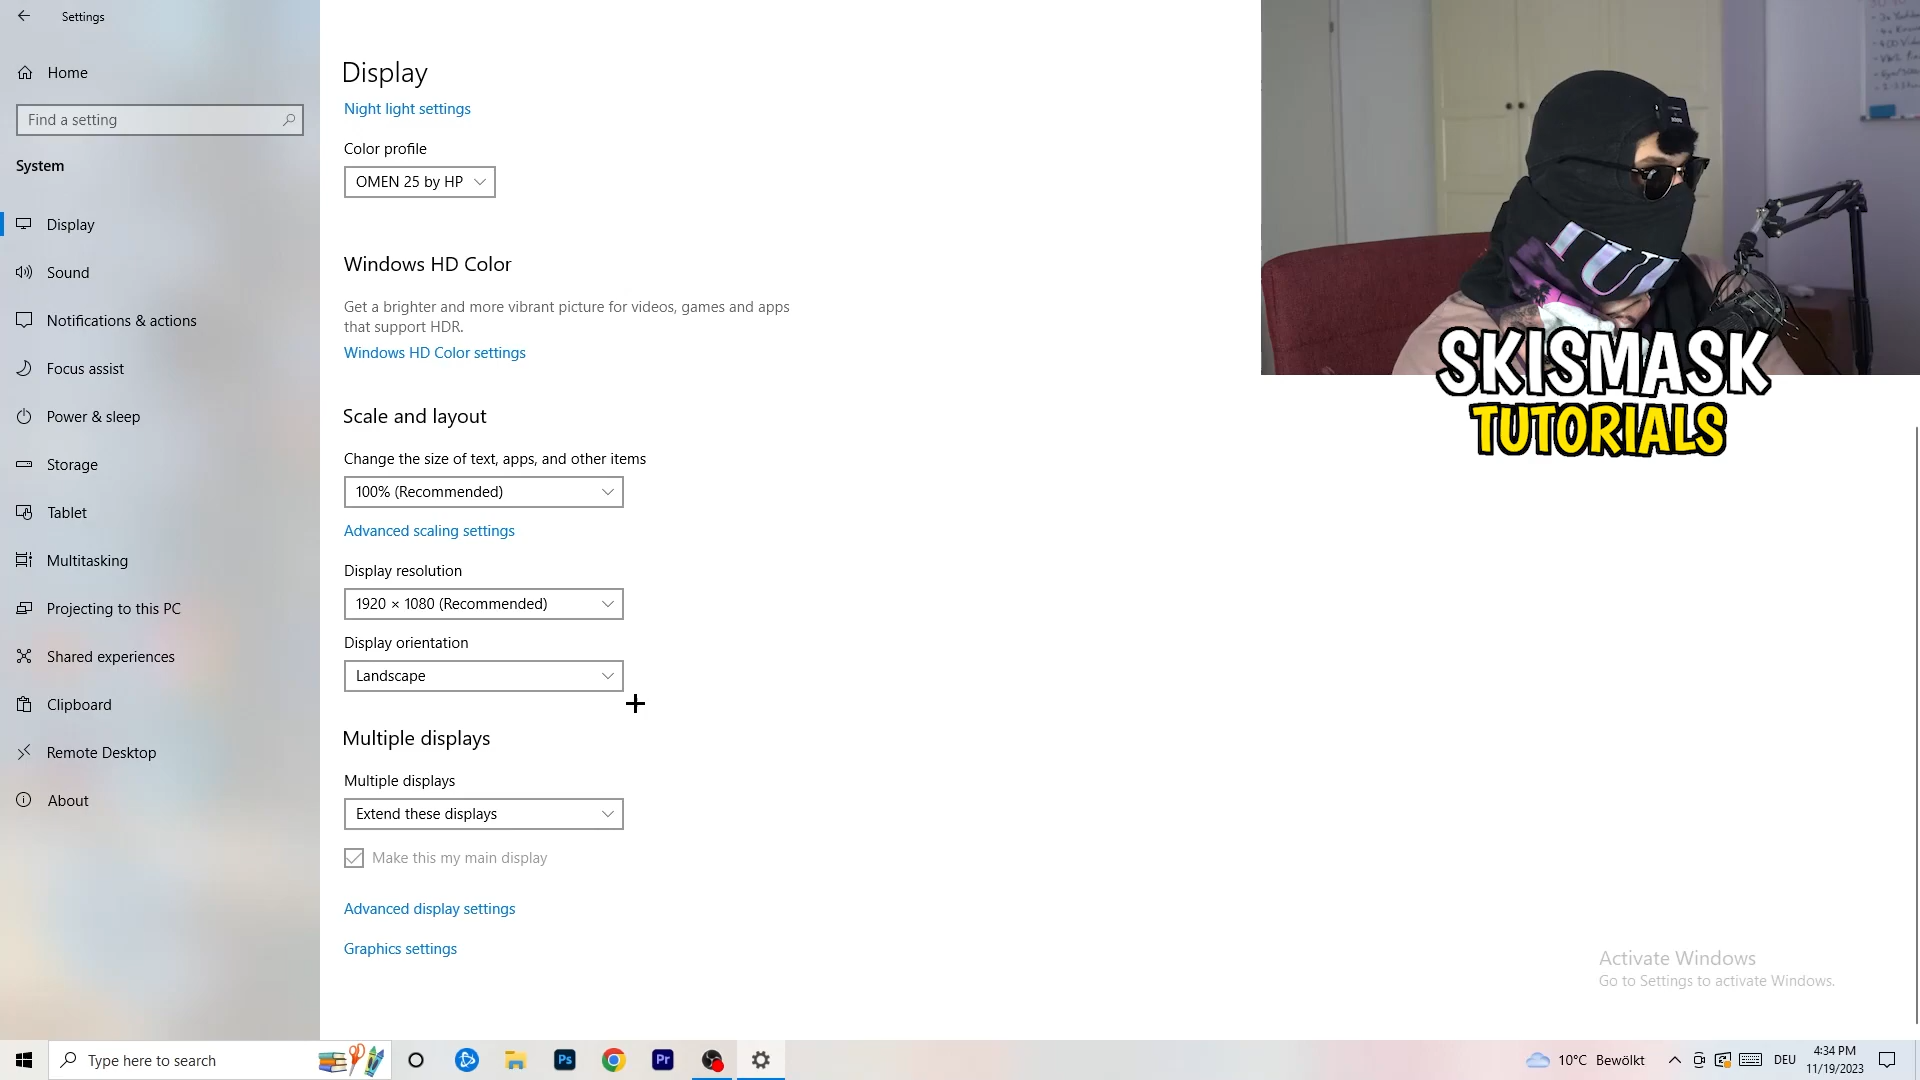 Settings
Home
Find a setting
System
Display
Sound
Notifications & actions
Focus assist
Power & sleep
Storage
Tablet
Multitasking
Projecting to this PC
Shared experiences
Clipboard
Remote Desktop
About
Display
Night light settings
Color profile
OMEN 25 by HP
Windows HD Color
Get a brighter and more vibrant picture for videos, games and apps
that support HDR.
Windows HD Color settings
Scale and layout
Change the size of text, apps, and other items
100% (Recommended)
Advanced scaling settings
Display resolution
1920 × 1080 (Recommended)
Display orientation
Landscape
Multiple displays
Multiple displays
Extend these displays
Make this my main display
Advanced display settings
Graphics settings
SKISMASK
TUTORIALS
Activate Windows
Go to Settings to activate Windows.
Type here to search
Ps
Pr
10°C Bewölkt
DEU
4:34 PM
11/19/2023